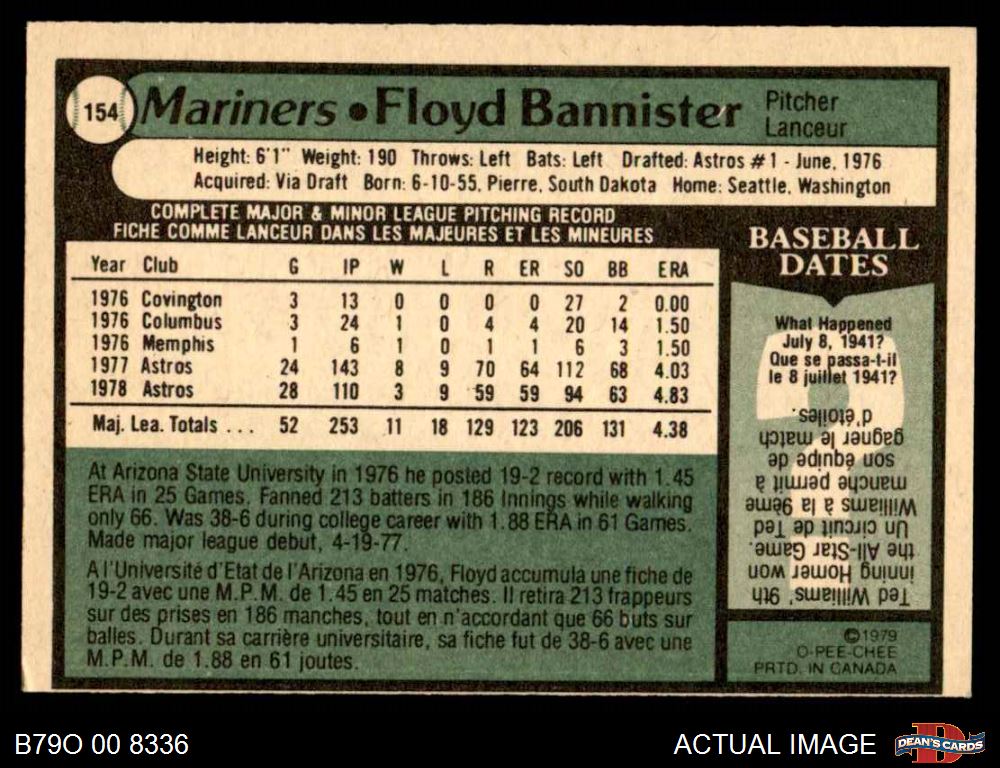 154
Mariners • Floyd Bannister
Pitcher
Lanceur
Height: 6'1" Weight: 190 Throws: Left Bats: Left Drafted: Astros #1 - June, 1976
Acquired: Via Draft Born: 6-10-55, Pierre, South Dakota Home: Seattle, Washington
COMPLETE MAJOR & MINOR LEAGUE PITCHING RECORD
FICHE COMME LANCEUR DANS LES MAJEURES ET LES MINEURES
Year Club G IP W L R ER SO BB ERA
1976 Covington 3 13 0 0 0 0 27 2 0.00
1976 Columbus 3 24 1 0 4 4 20 14 1.50
1976 Memphis 1 6 1 0 1 1 6 3 1.50
1977 Astros 24 143 8 9 70 64 112 68 4.03
1978 Astros 28 110 3 9 59 59 94 63 4.83
Maj. Lea. Totals ... 52 253 11 18 129 123 206 131 4.38
At Arizona State University in 1976 he posted 19-2 record with 1.45
ERA in 25 Games. Fanned 213 batters in 186 Innings while walking
only 66. Was 38-6 during college career with 1.88 ERA in 61 Games.
Made major league debut, 4-19-77.
A l'Université d'Etat de l'Arizona en 1976, Floyd accumula une fiche de
19-2 avec une M.P.M. de 1.45 en 25 matches. Il retira 213 frappeurs
sur des prises en 186 manches, tout en n'accordant que 66 buts sur
balles. Durant sa carrière universitaire, sa fiche fut de 38-6 avec une
M.P.M. de 1.88 en 61 joutes.
BASEBALL
DATES
What Happened
July 8, 1941?
Que se passa-t-il
le 8 juillet 1941?
Ted Williams' 9th
inning Homer won
the All-Star Game.
Un circuit de Ted
Williams à la 9ème
manche permit à
sous équipe de
gagner le match
d'étoiles.
©1979
O-PEE-CHEE
PRTD. IN CANADA
B79O 00 8336
ACTUAL IMAGE
D
DEAN'S CARDS